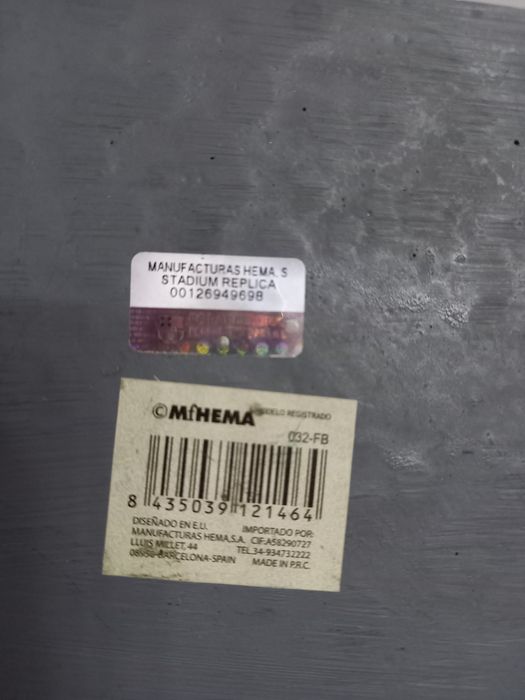 MANUFACTURAS HEMA, S
STADIUM REPLICA
00126949698
©MfHEMA MODELO REGISTRADO
032-FB
8 435039 121464
DISEÑADO EN E.U. IMPORTADO POR:
MANUFACTURAS HEMA,S.A. CIF:A58290727
LLUIS MILLET, 44 TEL.34-934732222
08950-BARCELONA-SPAIN MADE IN P.R.C.